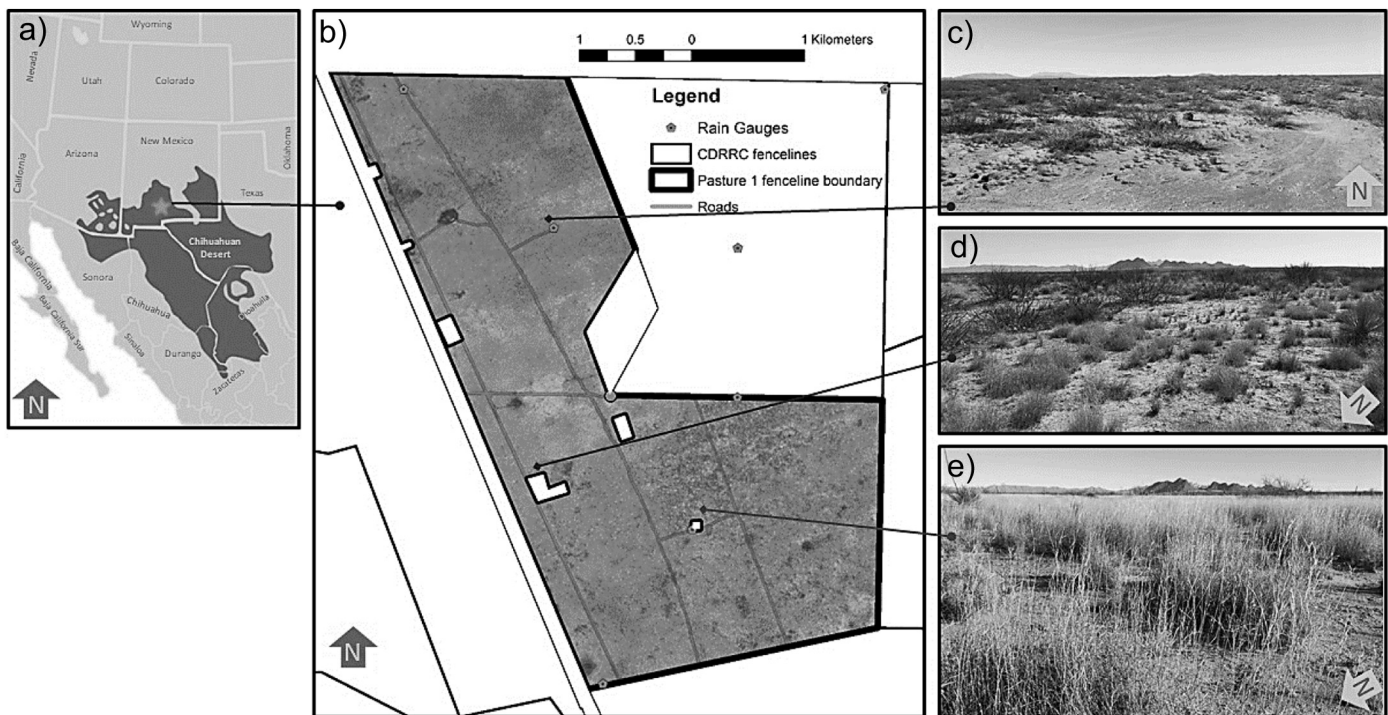 a)
Wyoming
Nevada
Utah
Colorado
California
Arizona
New Mexico
Oklahoma
Texas
Chihuahuan
Desert
Baja California
Sonora
Baja California Sur
Chihuahua
Coahuila
Sinaloa
Durango
Zacatecas
N
b)
1 0.5 0 1 Kilometers
Legend
Rain Gauges
CDRRC fencelines
Pasture 1 fenceline boundary
Roads
N
c)
N
d)
N
e)
N